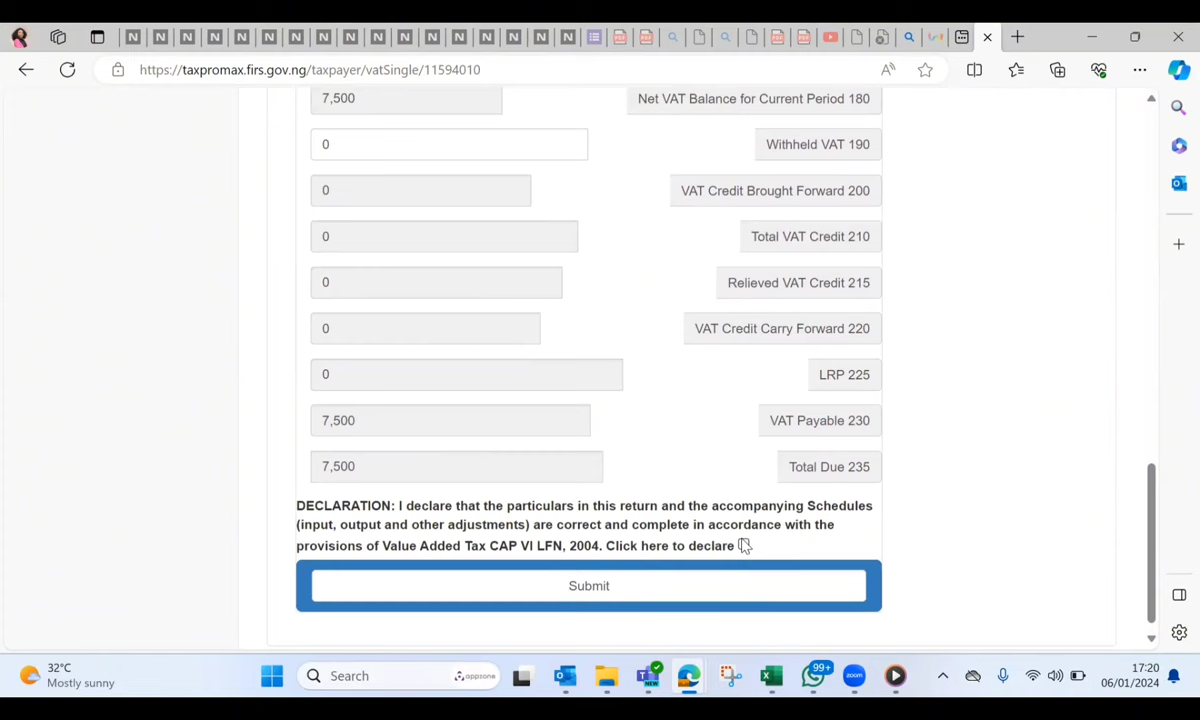 https://taxpromax.firs.gov.ng/taxpayer/vatSingle/11594010
7,500 Net VAT Balance for Current Period 180
0 Withheld VAT 190
0 VAT Credit Brought Forward 200
0 Total VAT Credit 210
0 Relieved VAT Credit 215
0 VAT Credit Carry Forward 220
0 LRP 225
7,500 VAT Payable 230
7,500 Total Due 235
DECLARATION: I declare that the particulars in this return and the accompanying Schedules
(input, output and other adjustments) are correct and complete in accordance with the
provisions of Value Added Tax CAP VI LFN, 2004. Click here to declare
Submit
32°C
Mostly sunny
Search
appzone
NEW
99+
zoom
17:20
06/01/2024